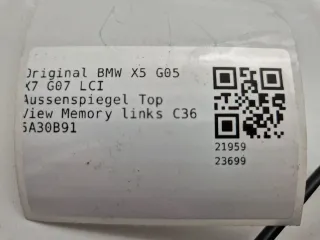 Original BMW X5 G05
X7 G07 LCI
Aussenspiegel Top
View Memory links C36
5A30B91
21959
23699